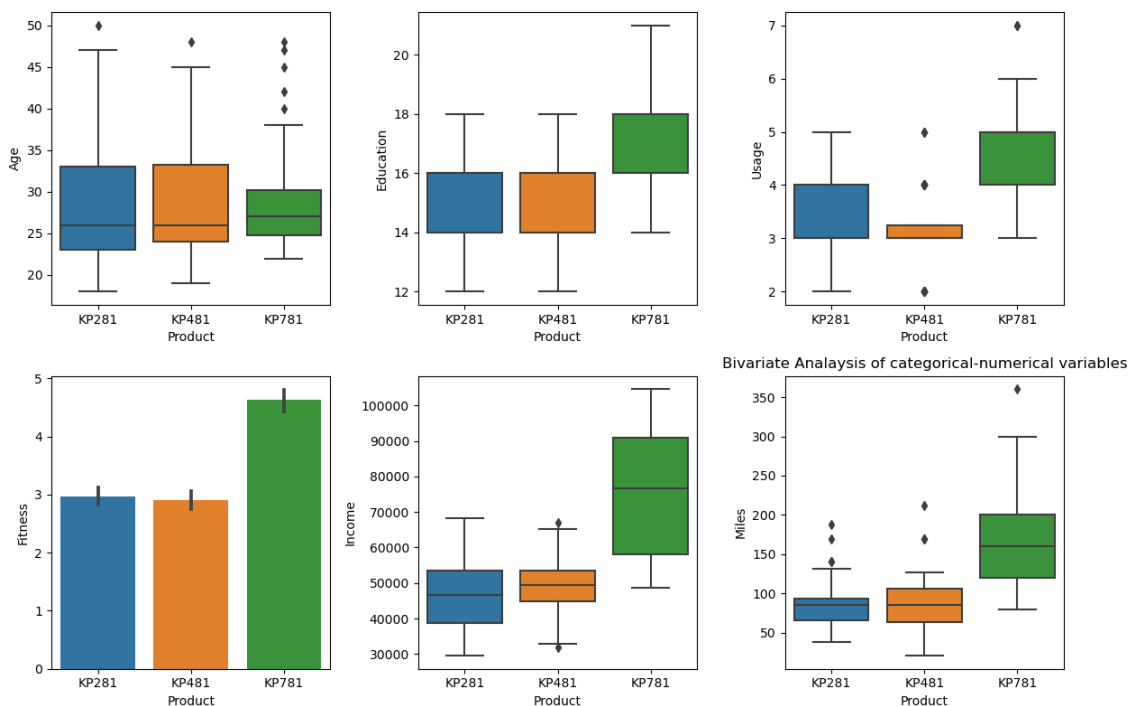 50
45
40
35
30
25
20
Age
KP281 KP481 KP781
Product
20
18
16
14
12
Education
KP281 KP481 KP781
Product
7
6
5
4
3
2
Usage
KP281 KP481 KP781
Product
5
4
3
2
1
0
Fitness
KP281 KP481 KP781
Product
100000
90000
80000
70000
60000
50000
40000
30000
Income
KP281 KP481 KP781
Product
Bivariate Analaysis of categorical-numerical variables
350
300
250
200
150
100
50
Miles
KP281 KP481 KP781
Product